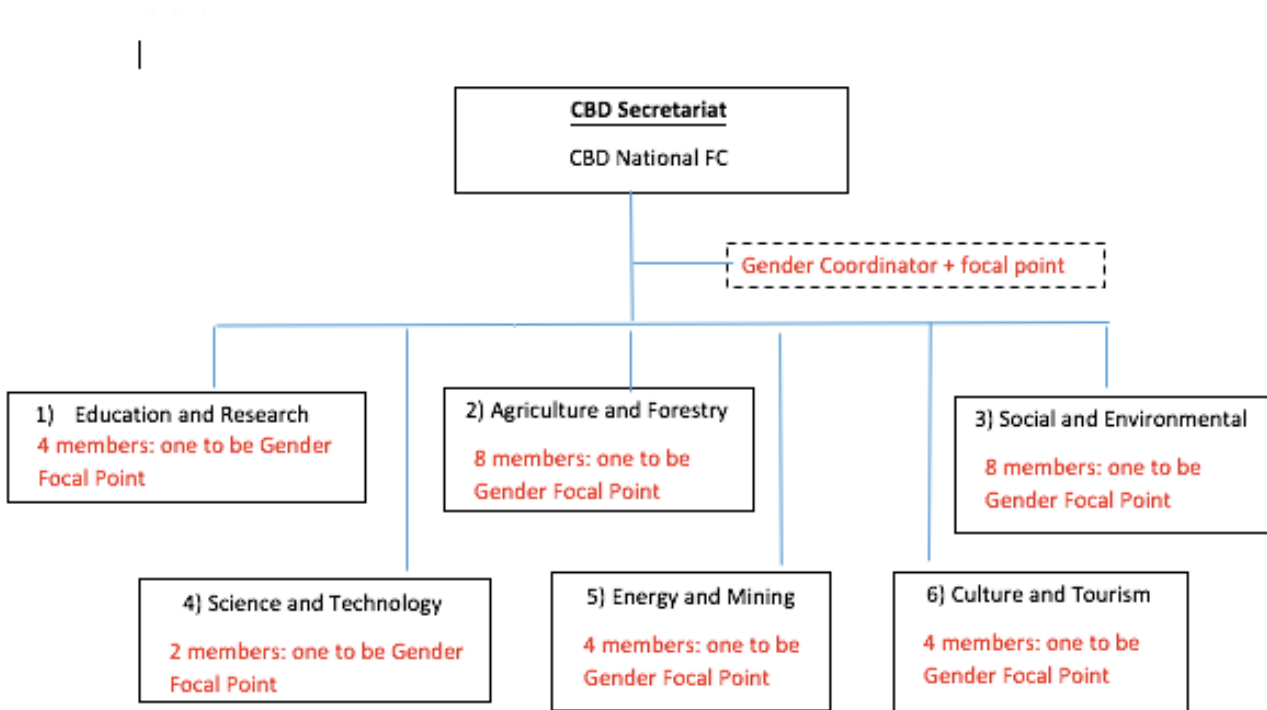 CBD Secretariat
CBD National FC
Gender Coordinator + focal point
1) Education and Research
4 members: one to be Gender
Focal Point
2) Agriculture and Forestry
8 members: one to be
Gender Focal Point
3) Social and Environmental
8 members: one to be
Gender Focal Point
4) Science and Technology
2 members: one to be Gender
Focal Point
5) Energy and Mining
4 members: one to be
Gender Focal Point
6) Culture and Tourism
4 members: one to be
Gender Focal Point